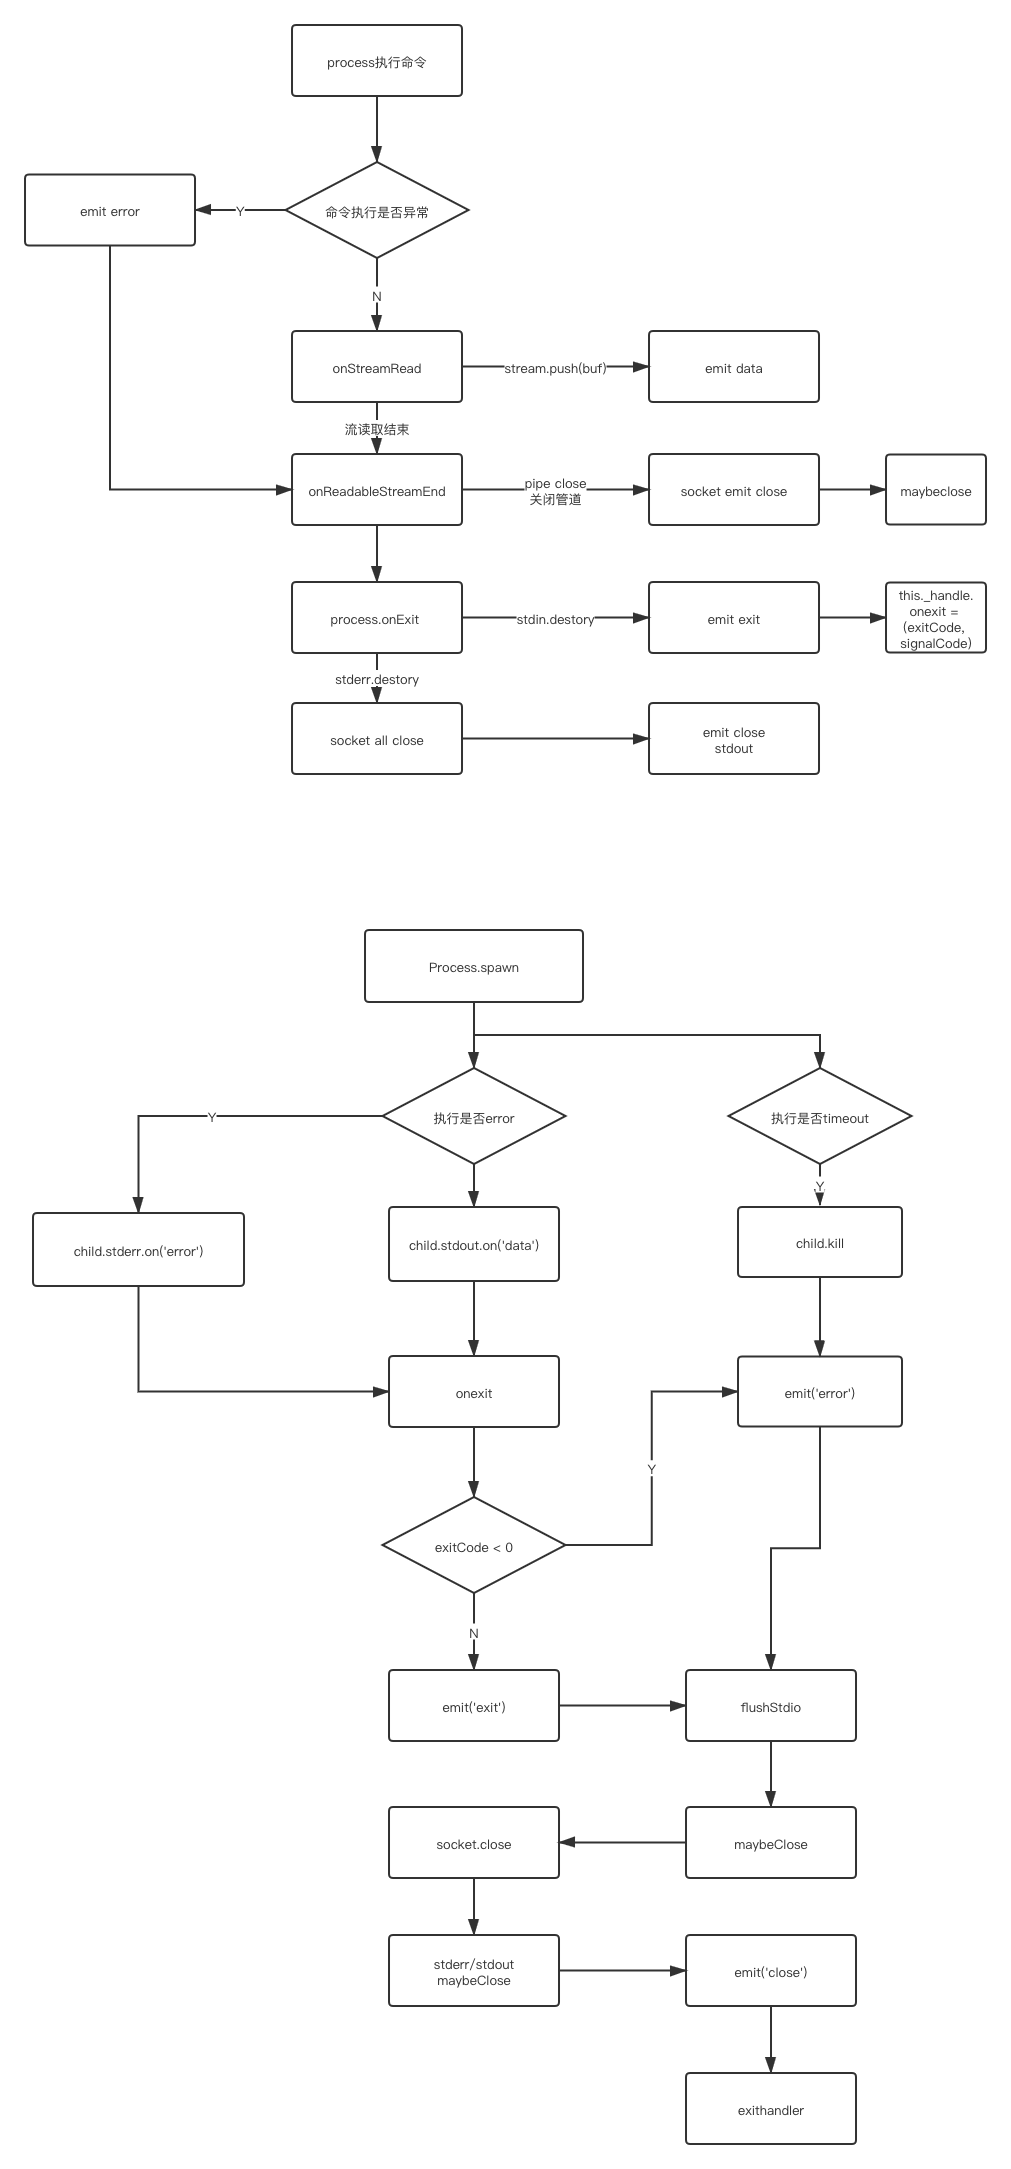 process执行命令
emit error
Y
命令执行是否异常
N
onStreamRead
stream.push(buf)
emit data
流读取结束
onReadableStreamEnd
pipe close
关闭管道
socket emit close
maybeclose
process.onExit
stdin.destory
emit exit
this._handle.
onexit =
(exitCode,
signalCode)
stderr.destory
socket all close
emit close
stdout
Process.spawn
执行是否error
执行是否timeout
Y
Y
child.stderr.on('error')
child.stdout.on('data')
child.kill
onexit
emit('error')
Y
exitCode < 0
N
emit('exit')
flushStdio
socket.close
maybeClose
stderr/stdout
maybeClose
emit('close')
exithandler